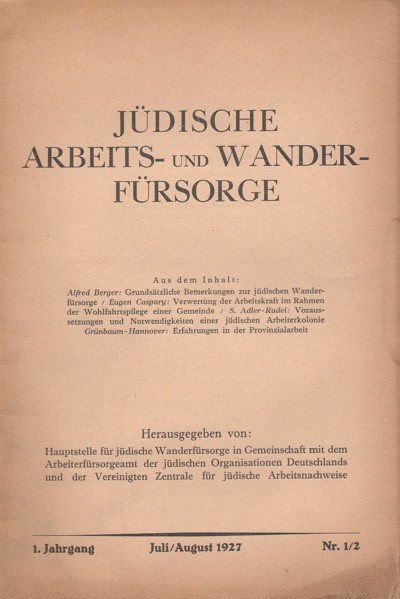 JÜDISCHE
ARBEITS- UND WANDER-
FÜRSORGE
Aus dem Inhalt:
Alfred Berger: Grundsätzliche Bemerkungen zur jüdischen Wander-
fürsorge / Eugen Caspary: Verwertung der Arbeitskraft im Rahmen
der Wohlfahrtspflege einer Gemeinde / S. Adler-Rudel: Voraus-
setzungen und Notwendigkeiten einer jüdischen Arbeiterkolonie
Grünbaum-Hannover: Erfahrungen in der Provinzialarbeit
Herausgegeben von:
Hauptstelle für jüdische Wanderfürsorge in Gemeinschaft mit dem
Arbeiterfürsorgeamt der jüdischen Organisationen Deutschlands
und der Vereinigten Zentrale für jüdische Arbeitsnachweise
1. Jahrgang Juli/August 1927 Nr. 1/2